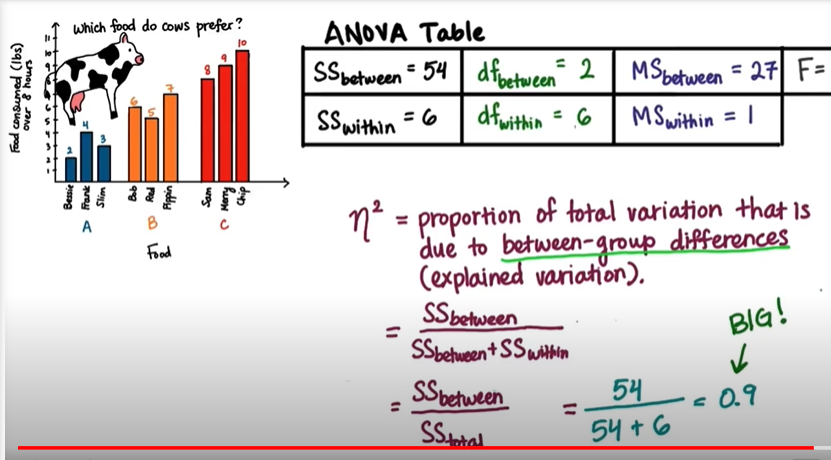 Which food do cows prefer?
Food consumed (lbs)
over 8 hours
11
10
9
6
5
4
3
2
1
2
4
3
6
5
7
8
9
10
Bessie
Frank
Slim
Bob
Red
Pippin
Sam
Merry
Chip
A
B
C
Food
ANOVA Table
SSbetween = 54 dfbetween = 2 MSbetween = 27 F=
SSwithin = 6 dfwithin = 6 MSwithin = 1
η² = proportion of total variation that is
due to between-group differences
(explained variation).
= SSbetween
SSbetween + SSwithin
= SSbetween
SStotal
= 54
54 + 6
= 0.9
BIG!